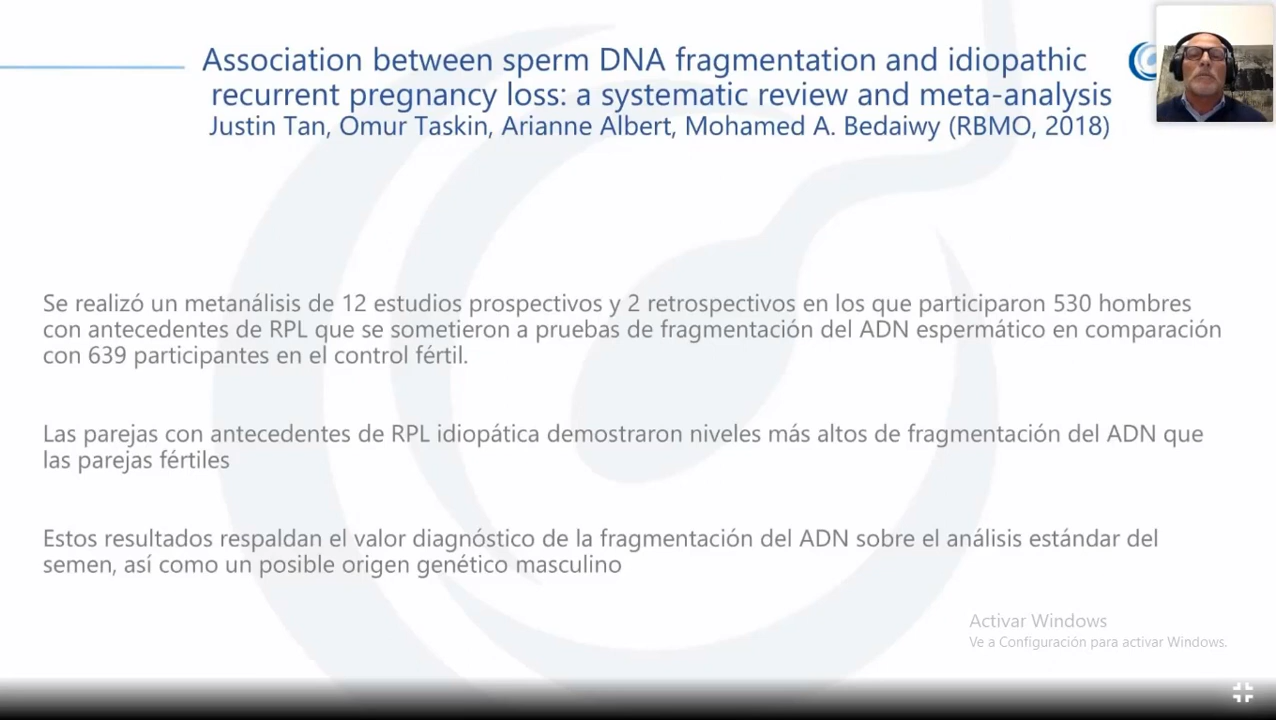 Association between sperm DNA fragmentation and idiopathic
recurrent pregnancy loss: a systematic review and meta-analysis
Justin Tan, Omur Taskin, Arianne Albert, Mohamed A. Bedaiwy (RBMO, 2018)
Se realizó un metanálisis de 12 estudios prospectivos y 2 retrospectivos en los que participaron 530 hombres
con antecedentes de RPL que se sometieron a pruebas de fragmentación del ADN espermático en comparación
con 639 participantes en el control fértil.
Las parejas con antecedentes de RPL idiopática demostraron niveles más altos de fragmentación del ADN que
las parejas fértiles
Estos resultados respaldan el valor diagnóstico de la fragmentación del ADN sobre el análisis estándar del
semen, así como un posible origen genético masculino
Activar Windows
Ve a Configuración para activar Windows.